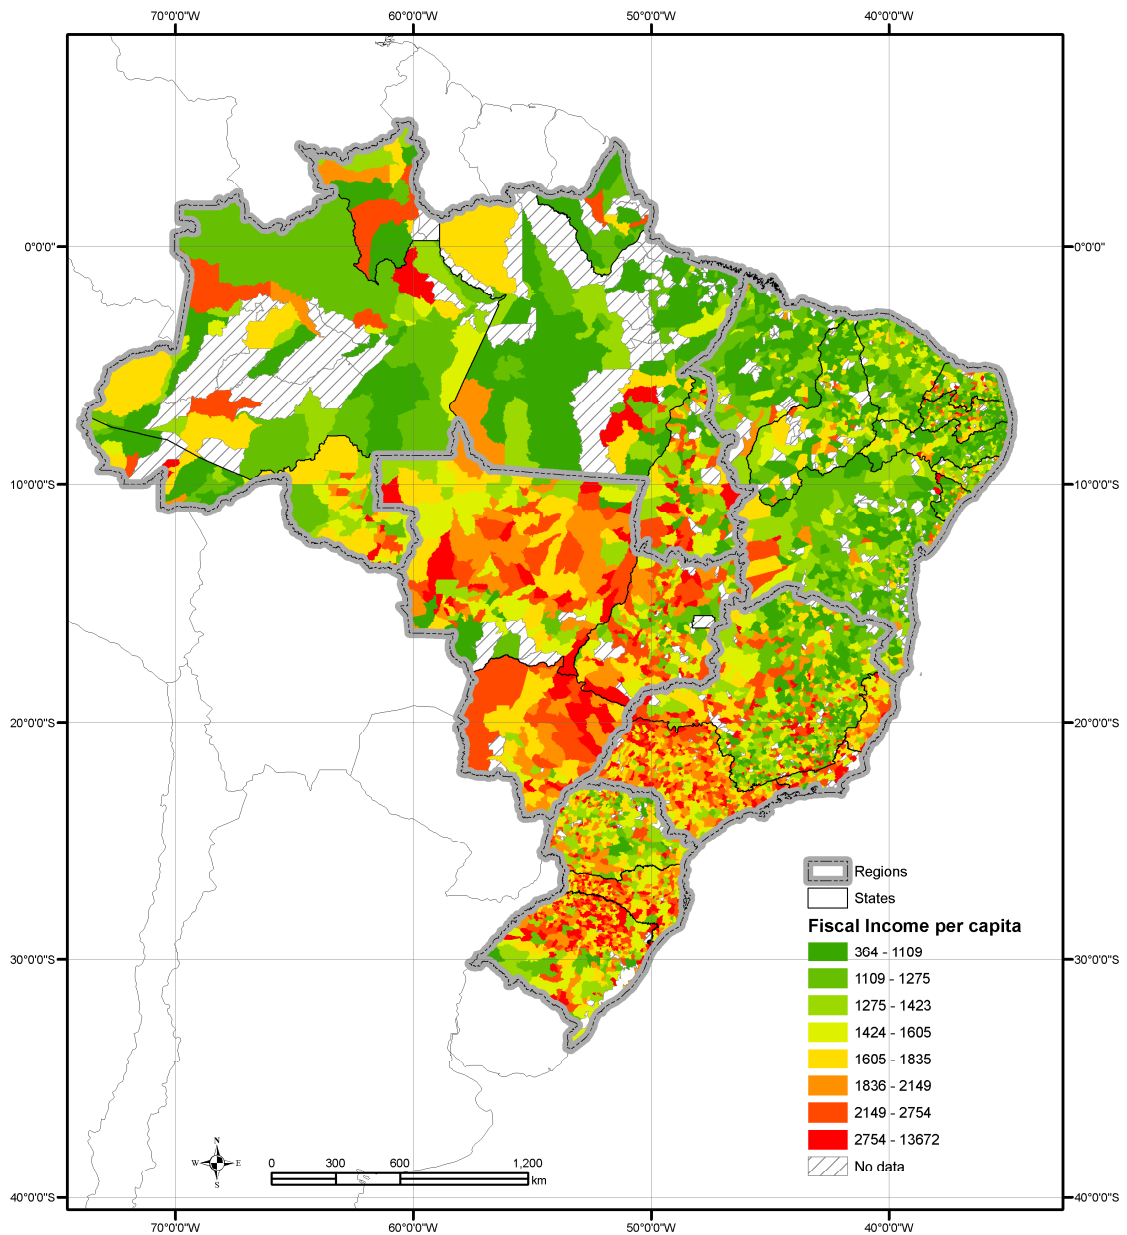 70°0'0"W 60°0'0"W 50°0'0"W 40°0'0"W
0°0'0" 0°0'0"
10°0'0"S 10°0'0"S
20°0'0"S 20°0'0"S
30°0'0"S 30°0'0"S
40°0'0"S 40°0'0"S
Regions
States
Fiscal Income per capita
364 - 1109
1109 - 1275
1275 - 1423
1424 - 1605
1605 - 1835
1836 - 2149
2149 - 2754
2754 - 13672
No data
N
W E
S
0 300 600 1,200
km
70°0'0"W 60°0'0"W 50°0'0"W 40°0'0"W